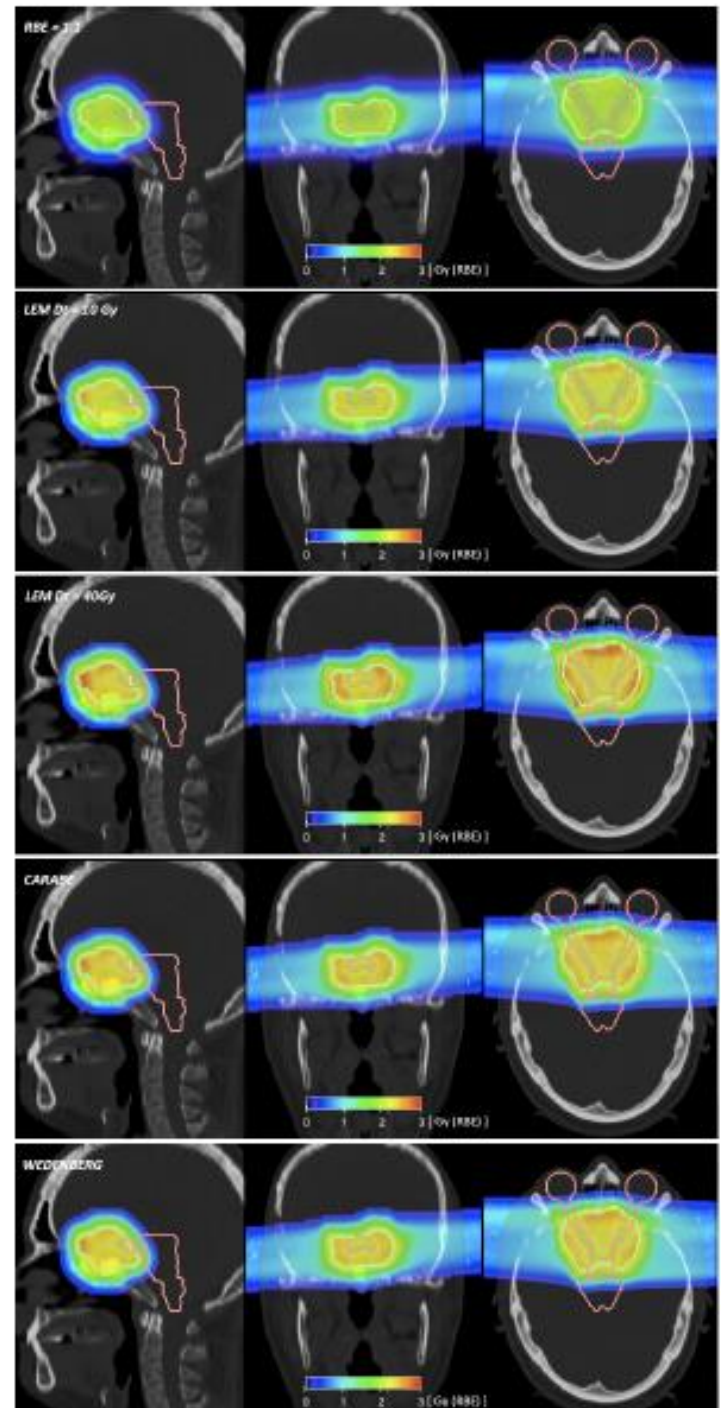 RBE = 1.1
0 1 2 3 [ Gy (RBE) ]
LEM Dt = 10 Gy
0 1 2 3 [ Gy (RBE) ]
LEM Dt = 40Gy
0 1 2 3 [ Gy (RBE) ]
CARABE
0 1 2 3 [ Gy (RBE) ]
WEDENBERG
0 1 2 3 [ Gy (RBE) ]